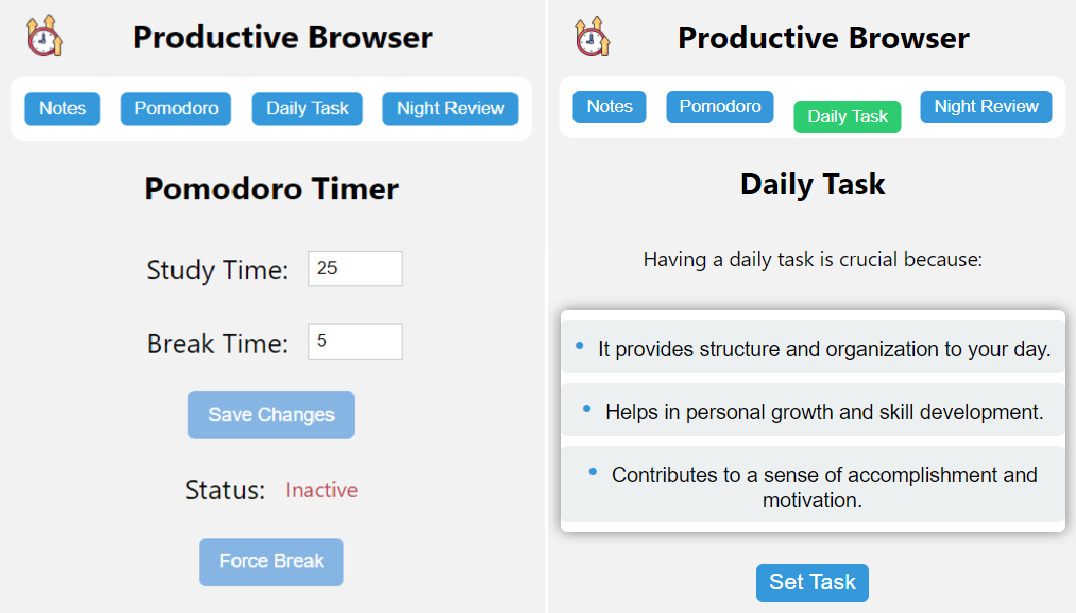 Productive Browser
Notes Pomodoro Daily Task Night Review
Pomodoro Timer
Study Time: 25
Break Time: 5
Save Changes
Status: Inactive
Force Break
Productive Browser
Notes Pomodoro Daily Task Night Review
Daily Task
Having a daily task is crucial because:
• It provides structure and organization to your day.
• Helps in personal growth and skill development.
• Contributes to a sense of accomplishment and
motivation.
Set Task